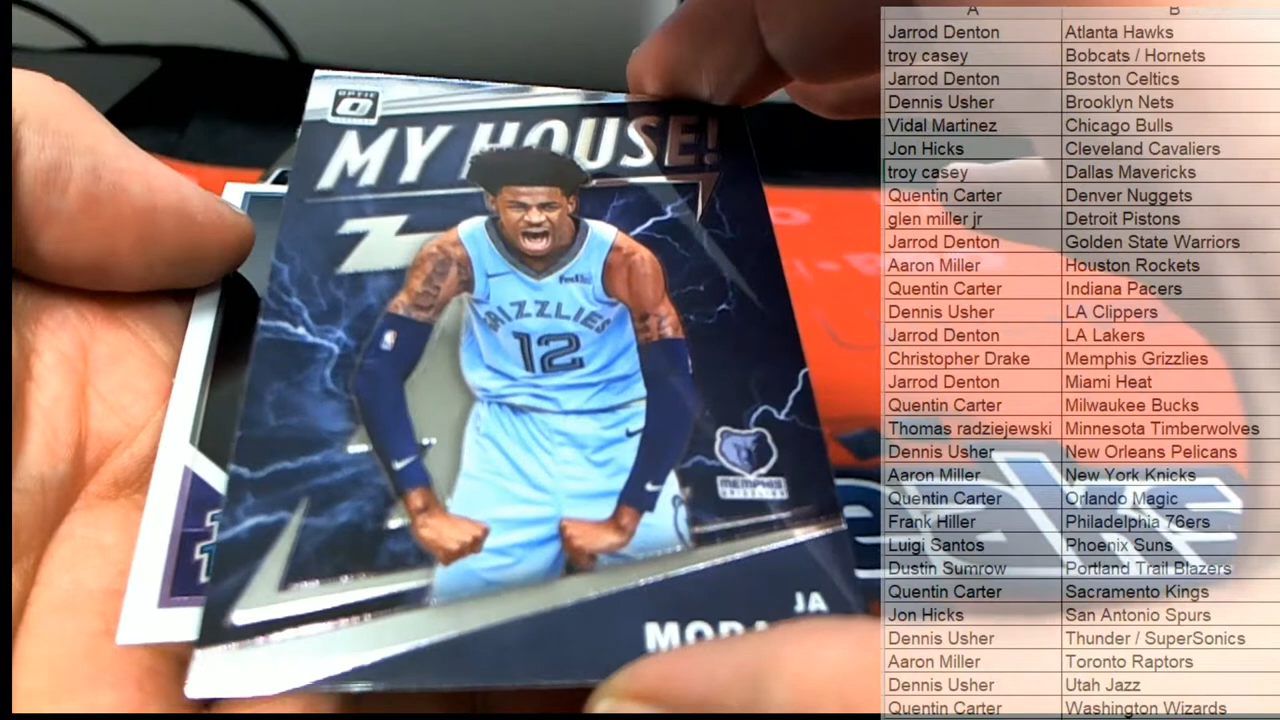 OPTIC
MY HOUSE!
FedEx
GRIZZLIES
12
MEMPHIS
GRIZZLIES
JA
A B
Jarrod Denton Atlanta Hawks
troy casey Bobcats / Hornets
Jarrod Denton Boston Celtics
Dennis Usher Brooklyn Nets
Vidal Martinez Chicago Bulls
Jon Hicks Cleveland Cavaliers
troy casey Dallas Mavericks
Quentin Carter Denver Nuggets
glen miller jr Detroit Pistons
Jarrod Denton Golden State Warriors
Aaron Miller Houston Rockets
Quentin Carter Indiana Pacers
Dennis Usher LA Clippers
Jarrod Denton LA Lakers
Christopher Drake Memphis Grizzlies
Jarrod Denton Miami Heat
Quentin Carter Milwaukee Bucks
Thomas radziejewski Minnesota Timberwolves
Dennis Usher New Orleans Pelicans
Aaron Miller New York Knicks
Quentin Carter Orlando Magic
Frank Hiller Philadelphia 76ers
Luigi Santos Phoenix Suns
Dustin Sumrow Portland Trail Blazers
Quentin Carter Sacramento Kings
Jon Hicks San Antonio Spurs
Dennis Usher Thunder / SuperSonics
Aaron Miller Toronto Raptors
Dennis Usher Utah Jazz
Quentin Carter Washington Wizards